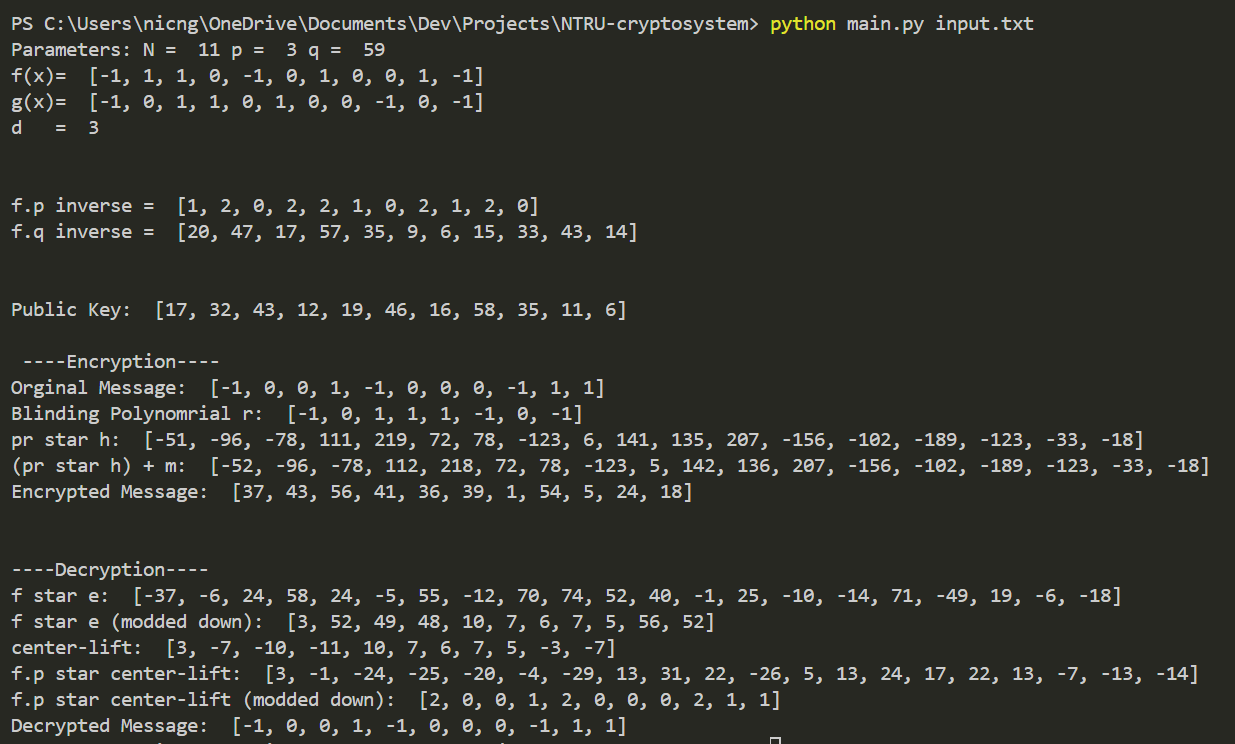 PS C:\Users\nicng\OneDrive\Documents\Dev\Projects\NTRU-cryptosystem> python main.py input.txt
Parameters: N =  11 p =  3 q =  59
f(x)=  [-1, 1, 1, 0, -1, 0, 1, 0, 0, 1, -1]
g(x)=  [-1, 0, 1, 1, 0, 1, 0, 0, -1, 0, -1]
d   =  3
f.p inverse =  [1, 2, 0, 2, 2, 1, 0, 2, 1, 2, 0]
f.q inverse =  [20, 47, 17, 57, 35, 9, 6, 15, 33, 43, 14]
Public Key:  [17, 32, 43, 12, 19, 46, 16, 58, 35, 11, 6]
----Encryption----
Orginal Message:  [-1, 0, 0, 1, -1, 0, 0, 0, -1, 1, 1]
Blinding Polynomrial r:  [-1, 0, 1, 1, 1, -1, 0, -1]
pr star h:  [-51, -96, -78, 111, 219, 72, 78, -123, 6, 141, 135, 207, -156, -102, -189, -123, -33, -18]
(pr star h) + m:  [-52, -96, -78, 112, 218, 72, 78, -123, 5, 142, 136, 207, -156, -102, -189, -123, -33, -18]
Encrypted Message:  [37, 43, 56, 41, 36, 39, 1, 54, 5, 24, 18]
----Decryption----
f star e:  [-37, -6, 24, 58, 24, -5, 55, -12, 70, 74, 52, 40, -1, 25, -10, -14, 71, -49, 19, -6, -18]
f star e (modded down):  [3, 52, 49, 48, 10, 7, 6, 7, 5, 56, 52]
center-lift:  [3, -7, -10, -11, 10, 7, 6, 7, 5, -3, -7]
f.p star center-lift:  [3, -1, -24, -25, -20, -4, -29, 13, 31, 22, -26, 5, 13, 24, 17, 22, 13, -7, -13, -14]
f.p star center-lift (modded down):  [2, 0, 0, 1, 2, 0, 0, 0, 2, 1, 1]
Decrypted Message:  [-1, 0, 0, 1, -1, 0, 0, 0, -1, 1, 1]